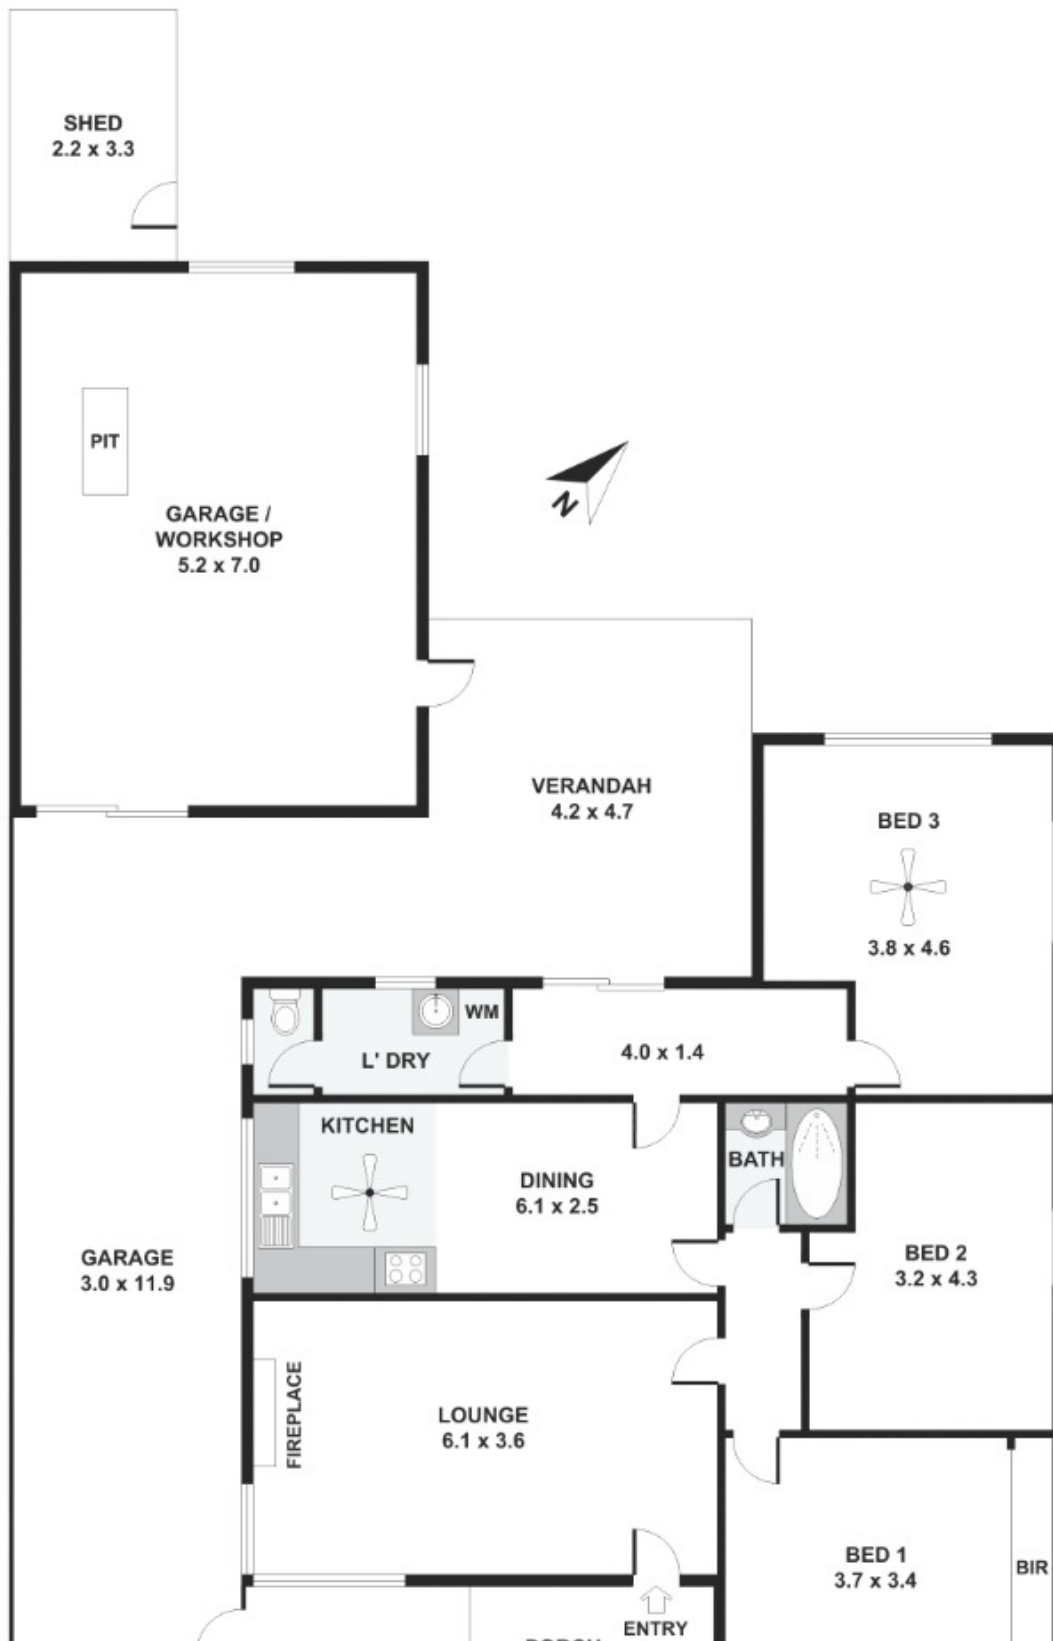 SHED
2.2 x 3.3
PIT
GARAGE /
WORKSHOP
5.2 x 7.0
N
VERANDAH
4.2 x 4.7
BED 3
3.8 x 4.6
WM
L' DRY
4.0 x 1.4
KITCHEN
DINING
6.1 x 2.5
BATH
GARAGE
3.0 x 11.9
BED 2
3.2 x 4.3
FIREPLACE
LOUNGE
6.1 x 3.6
BED 1
3.7 x 3.4
BIR
ENTRY